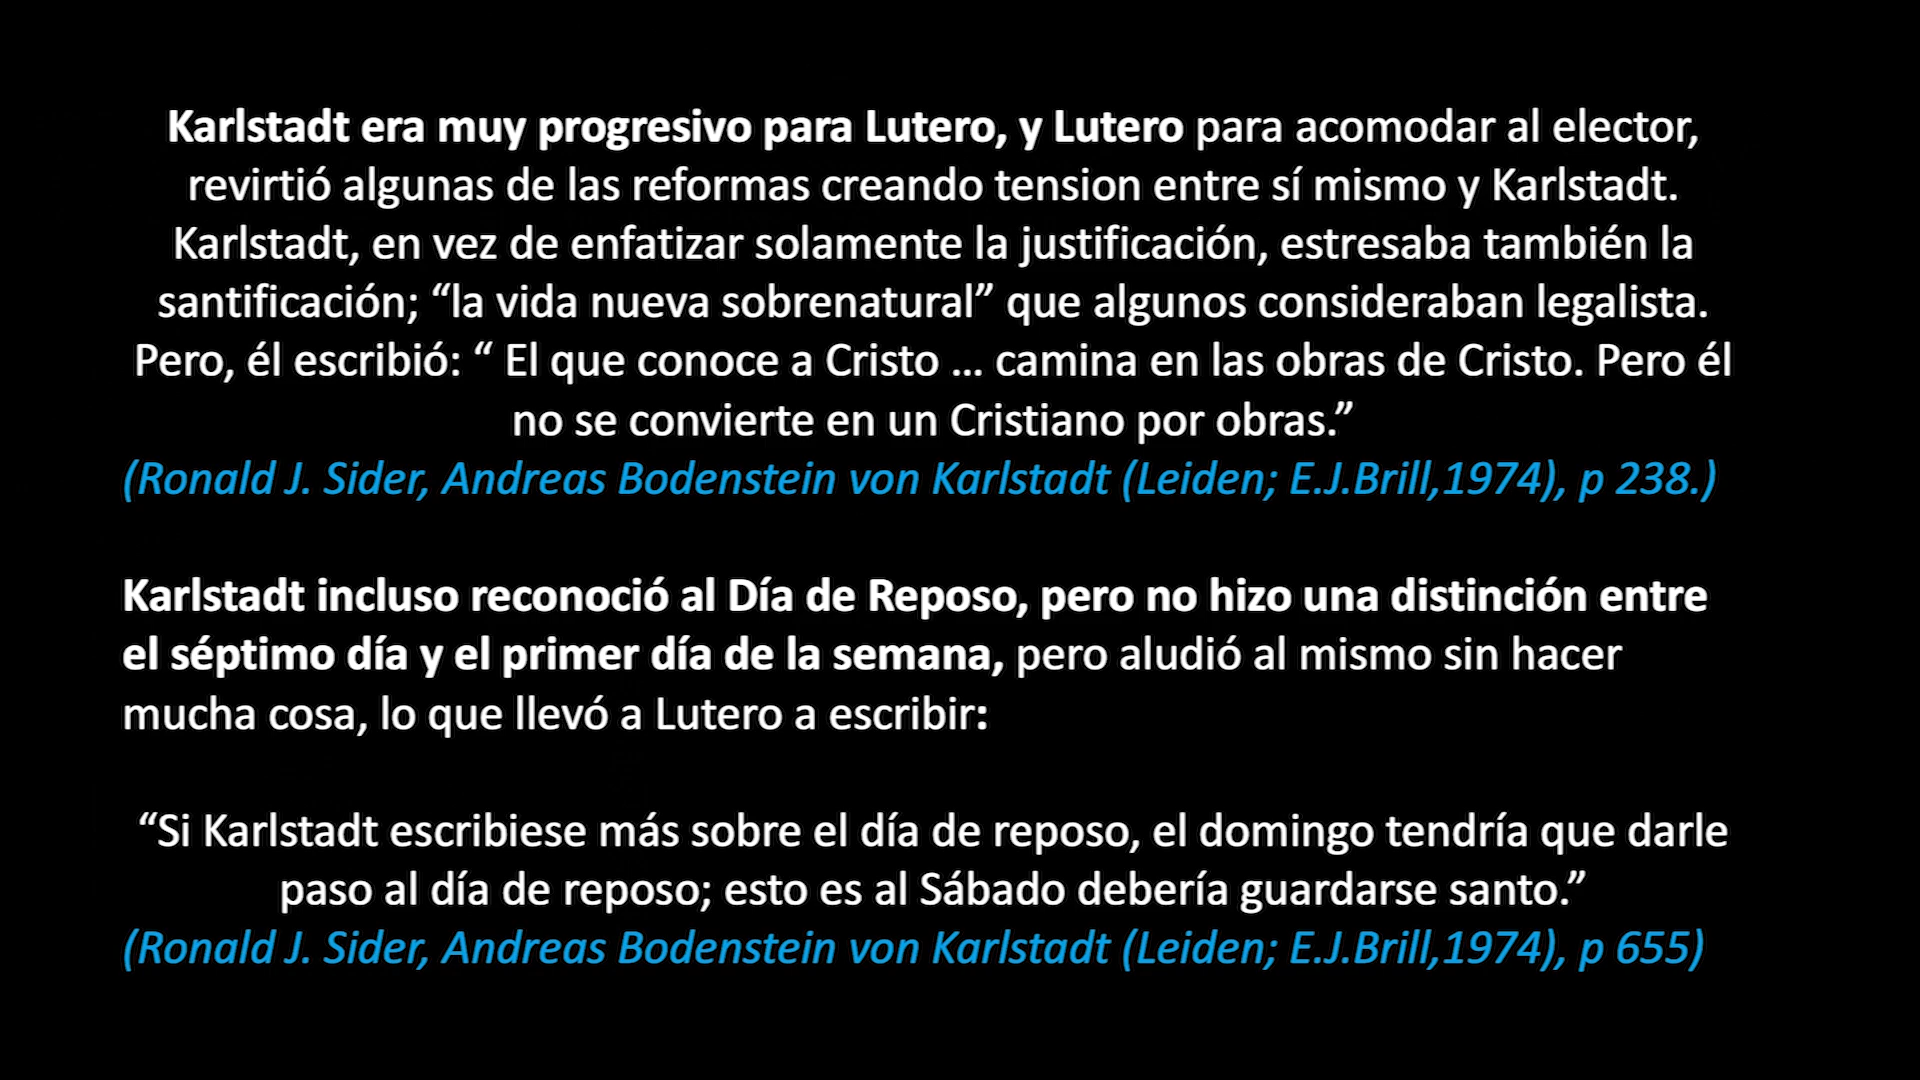 Karlstadt era muy progresivo para Lutero, y Lutero para acomodar al elector,
revirtió algunas de las reformas creando tension entre sí mismo y Karlstadt.
Karlstadt, en vez de enfatizar solamente la justificación, estresaba también la
santificación; “la vida nueva sobrenatural” que algunos consideraban legalista.
Pero, él escribió: “ El que conoce a Cristo … camina en las obras de Cristo. Pero él
no se convierte en un Cristiano por obras.”
(Ronald J. Sider, Andreas Bodenstein von Karlstadt (Leiden; E.J.Brill,1974), p 238.)
Karlstadt incluso reconoció al Día de Reposo, pero no hizo una distinción entre
el séptimo día y el primer día de la semana, pero aludió al mismo sin hacer
mucha cosa, lo que llevó a Lutero a escribir:
“Si Karlstadt escribiese más sobre el día de reposo, el domingo tendría que darle
paso al día de reposo; esto es al Sábado debería guardarse santo.”
(Ronald J. Sider, Andreas Bodenstein von Karlstadt (Leiden; E.J.Brill,1974), p 655)